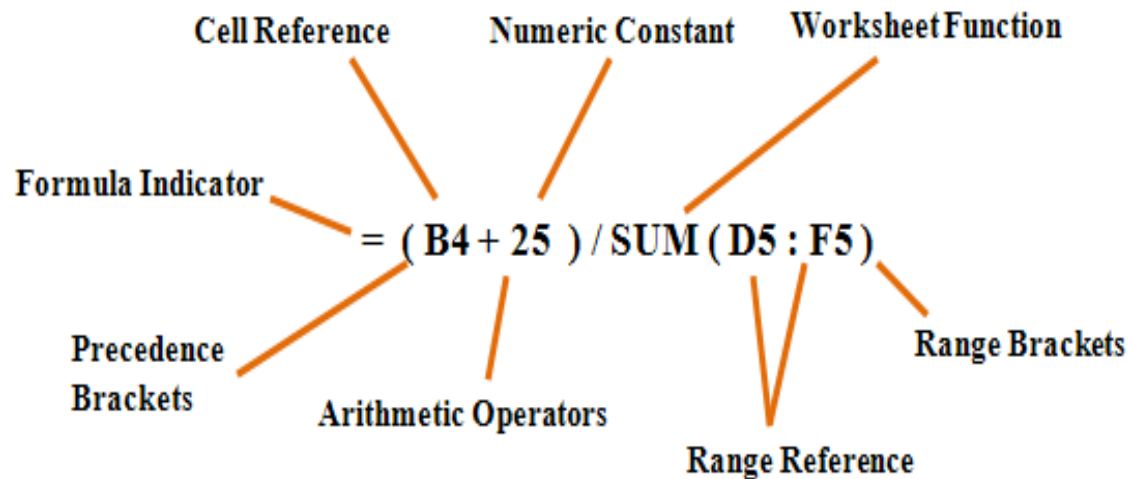 Cell Reference
Numeric Constant
Worksheet Function
Formula Indicator
= ( B4 + 25 ) / SUM ( D5 : F5 )
Precedence
Brackets
Arithmetic Operators
Range Brackets
Range Reference